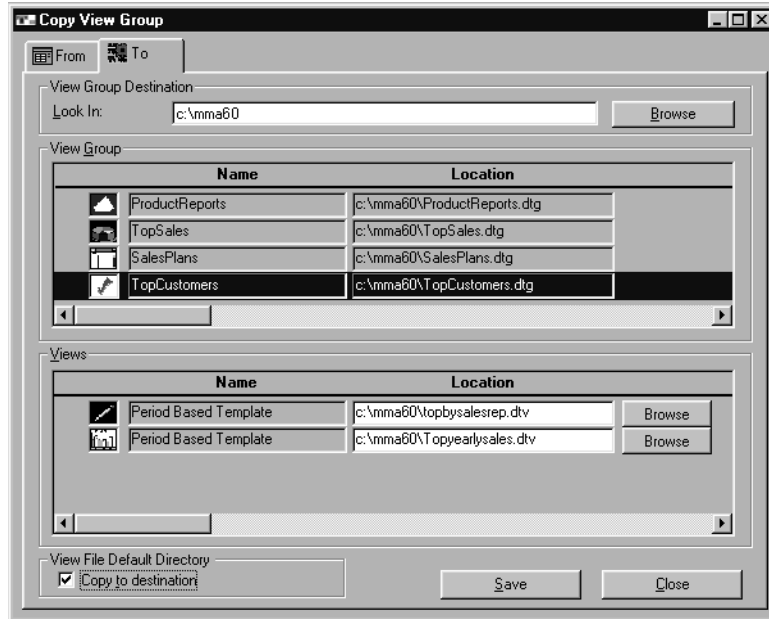 Copy View Group
From To
View Group Destination
Look In: c:\mma60 Browse
View Group
Name Location
ProductReports c:\mma60\ProductReports.dtg
TopSales c:\mma60\TopSales.dtg
SalesPlans c:\mma60\SalesPlans.dtg
TopCustomers c:\mma60\TopCustomers.dtg
Views
Name Location
Period Based Template c:\mma60\topbysalesrep.dtv Browse
Period Based Template c:\mma60\Topyearlysales.dtv Browse
View File Default Directory
Copy to destination Save Close